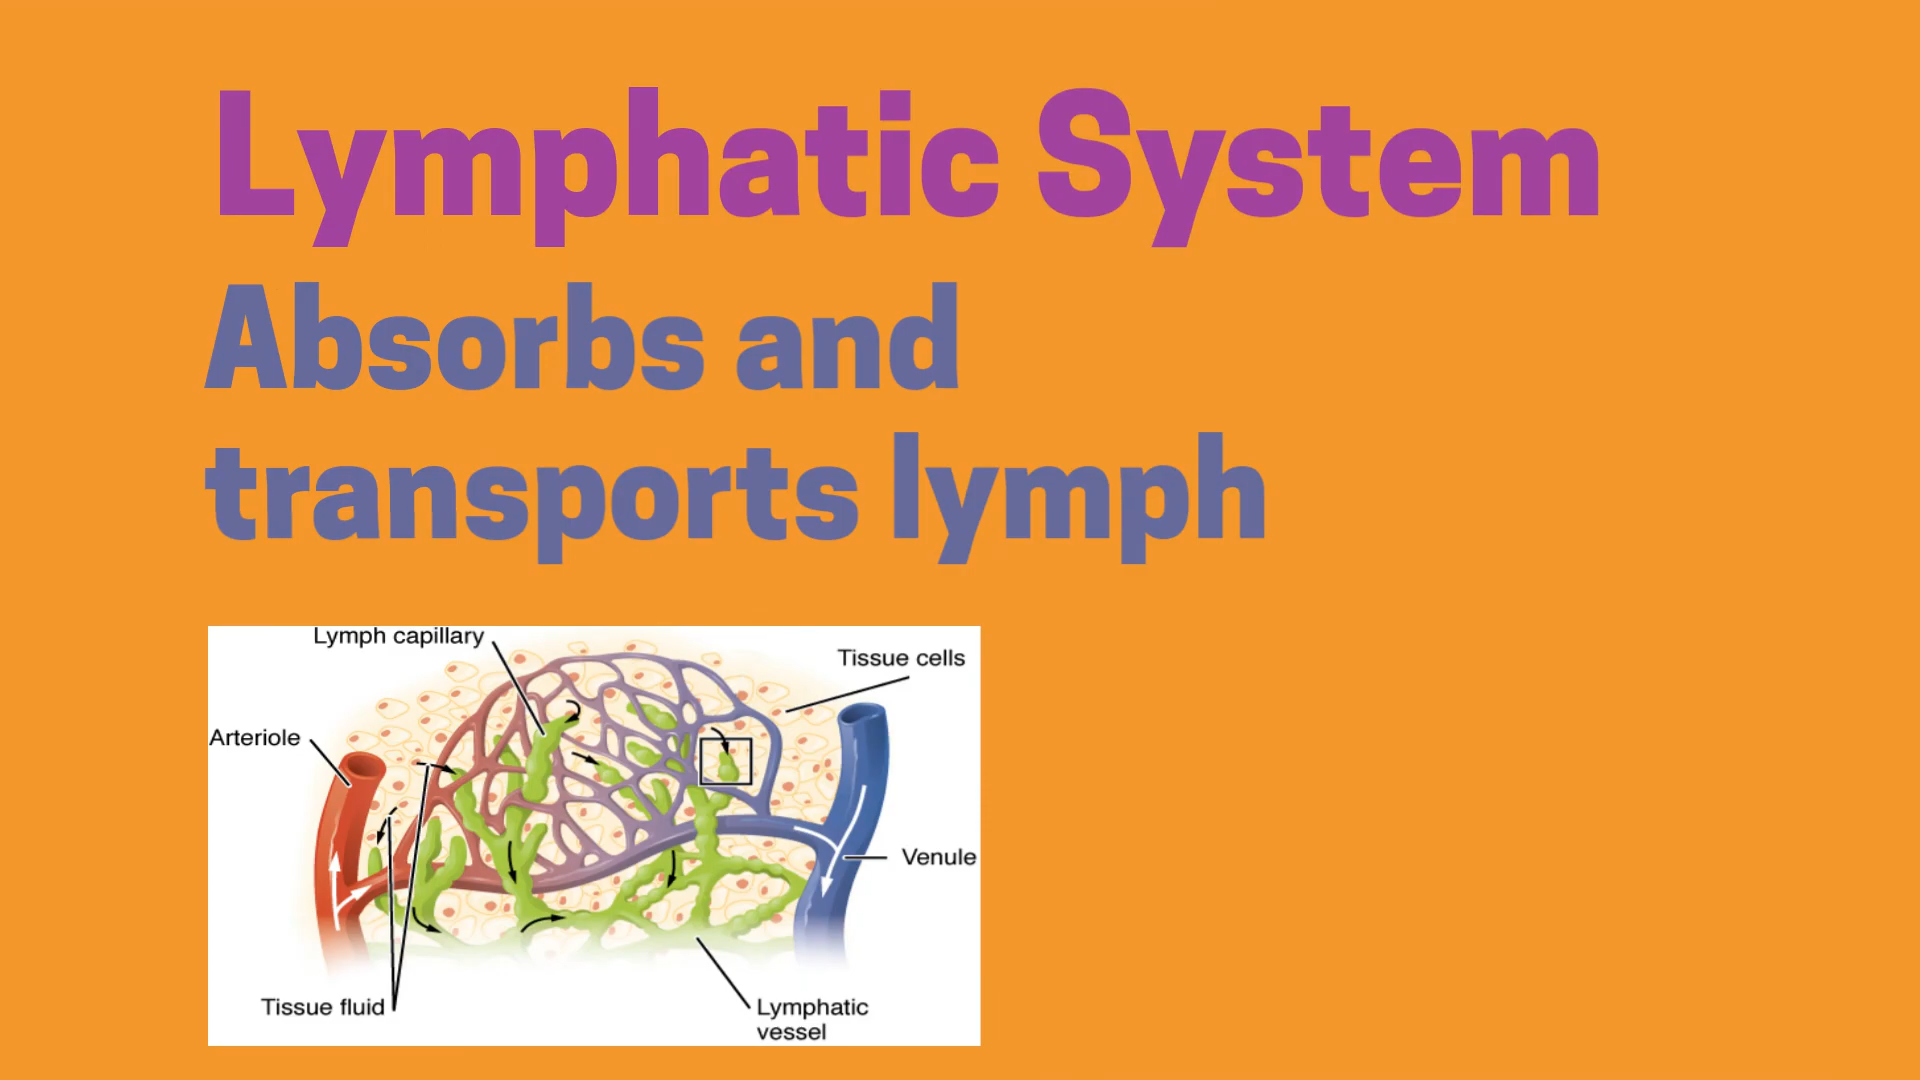 Lymphatic System
Absorbs and
transports lymph
Lymph capillary
Tissue cells
Arteriole
Venule
Tissue fluid
Lymphatic
vessel